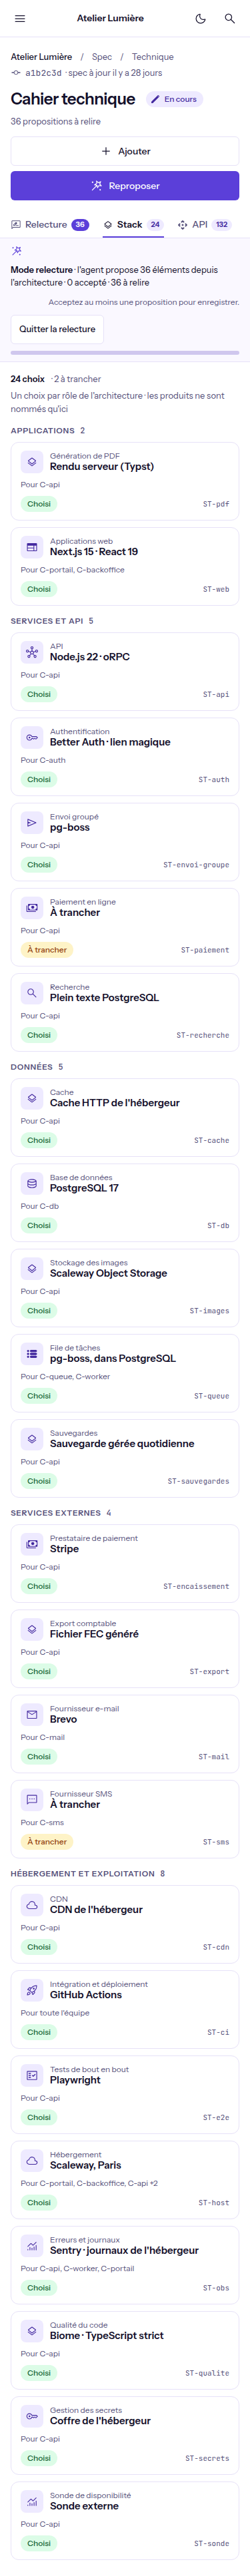 Atelier Lumière
Atelier Lumière / Spec / Technique
a1b2c3d · spec à jour il y a 28 jours
Cahier technique En cours
36 propositions à relire
Ajouter
Reproposer
Relecture 36 Stack 24 API 132
Mode relecture · l'agent propose 36 éléments depuis
l'architecture · 0 accepté · 36 à relire
Acceptez au moins une proposition pour enregistrer.
Quitter la relecture
24 choix · 2 à trancher
Un choix par rôle de l'architecture · les produits ne sont
nommés qu'ici
APPLICATIONS 2
Génération de PDF
Rendu serveur (Typst)
Pour C-api
Choisi ST-pdf
Applications web
Next.js 15 · React 19
Pour C-portail, C-backoffice
Choisi ST-web
SERVICES ET API 5
API
Node.js 22 · oRPC
Pour C-api
Choisi ST-api
Authentification
Better Auth · lien magique
Pour C-auth
Choisi ST-auth
Envoi groupé
pg-boss
Pour C-api
Choisi ST-envoi-groupe
Paiement en ligne
À trancher
Pour C-api
À trancher ST-paiement
Recherche
Plein texte PostgreSQL
Pour C-api
Choisi ST-recherche
DONNÉES 5
Cache
Cache HTTP de l'hébergeur
Pour C-api
Choisi ST-cache
Base de données
PostgreSQL 17
Pour C-db
Choisi ST-db
Stockage des images
Scaleway Object Storage
Pour C-api
Choisi ST-images
File de tâches
pg-boss, dans PostgreSQL
Pour C-queue, C-worker
Choisi ST-queue
Sauvegardes
Sauvegarde gérée quotidienne
Pour C-api
Choisi ST-sauvegardes
SERVICES EXTERNES 4
Prestataire de paiement
Stripe
Pour C-api
Choisi ST-encaissement
Export comptable
Fichier FEC généré
Pour C-api
Choisi ST-export
Fournisseur e-mail
Brevo
Pour C-mail
Choisi ST-mail
Fournisseur SMS
À trancher
Pour C-sms
À trancher ST-sms
HÉBERGEMENT ET EXPLOITATION 8
CDN
CDN de l'hébergeur
Pour C-api
Choisi ST-cdn
Intégration et déploiement
GitHub Actions
Pour toute l'équipe
Choisi ST-ci
Tests de bout en bout
Playwright
Pour C-api
Choisi ST-e2e
Hébergement
Scaleway, Paris
Pour C-portail, C-backoffice, C-api +2
Choisi ST-host
Erreurs et journaux
Sentry · journaux de l'hébergeur
Pour C-api, C-worker, C-portail
Choisi ST-obs
Qualité du code
Biome · TypeScript strict
Pour C-api
Choisi ST-qualite
Gestion des secrets
Coffre de l'hébergeur
Pour C-api
Choisi ST-secrets
Sonde de disponibilité
Sonde externe
Pour C-api
Choisi ST-sonde